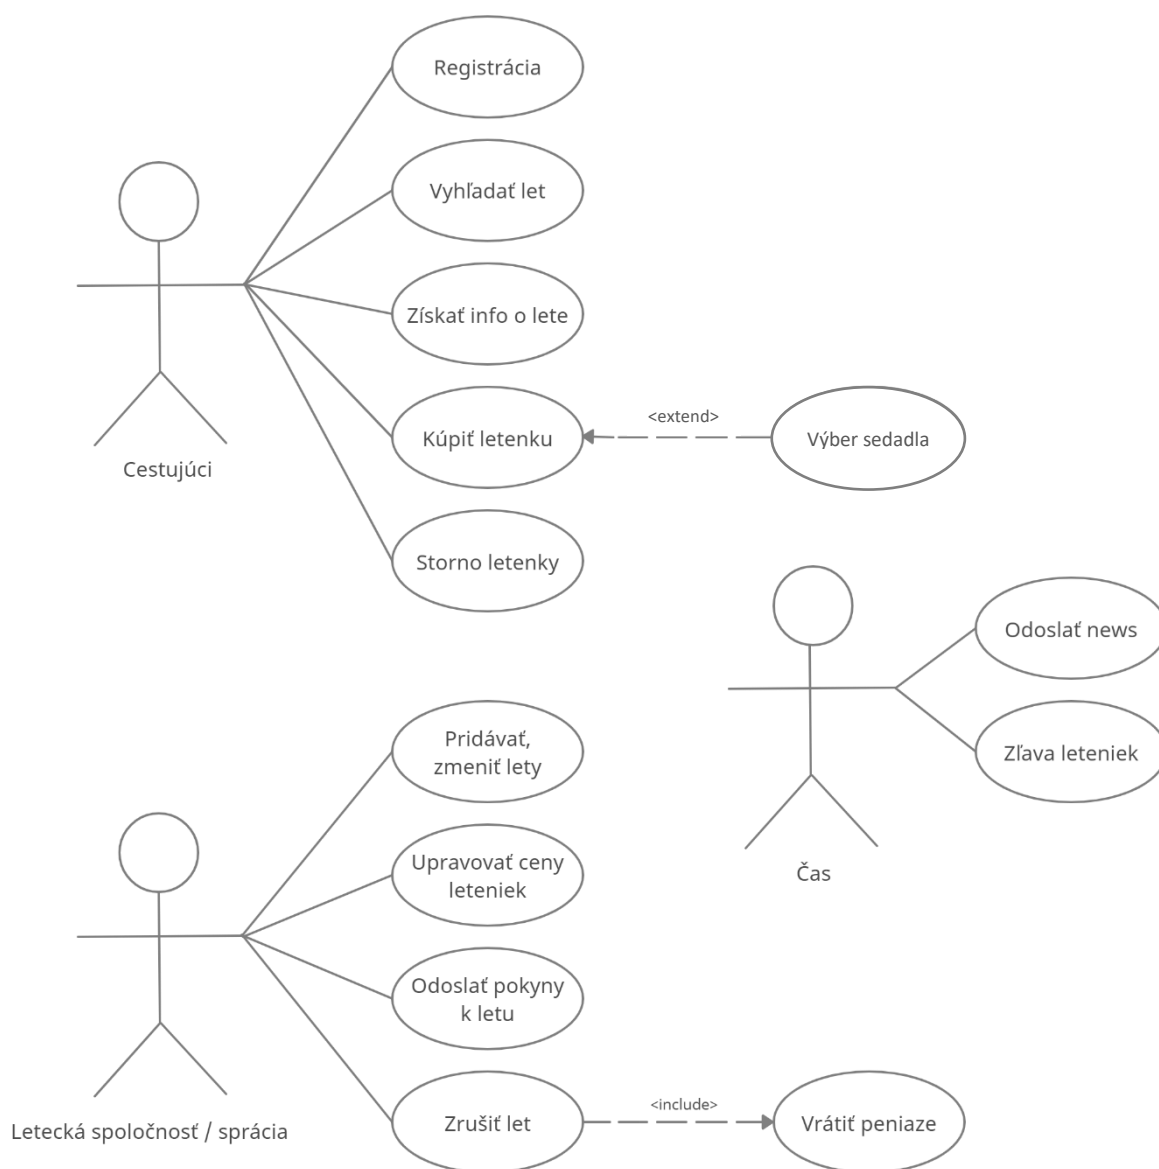 Registrácia
Vyhľadať let
Získať info o lete
Kúpiť letenku
<extend>
Výber sedadla
Cestujúci
Storno letenky
Odoslať news
Zľava leteniek
Čas
Pridávať,
zmeniť lety
Upravovať ceny
leteniek
Odoslať pokyny
k letu
Zrušiť let
<include>
Vrátiť peniaze
Letecká spoločnosť / sprácia